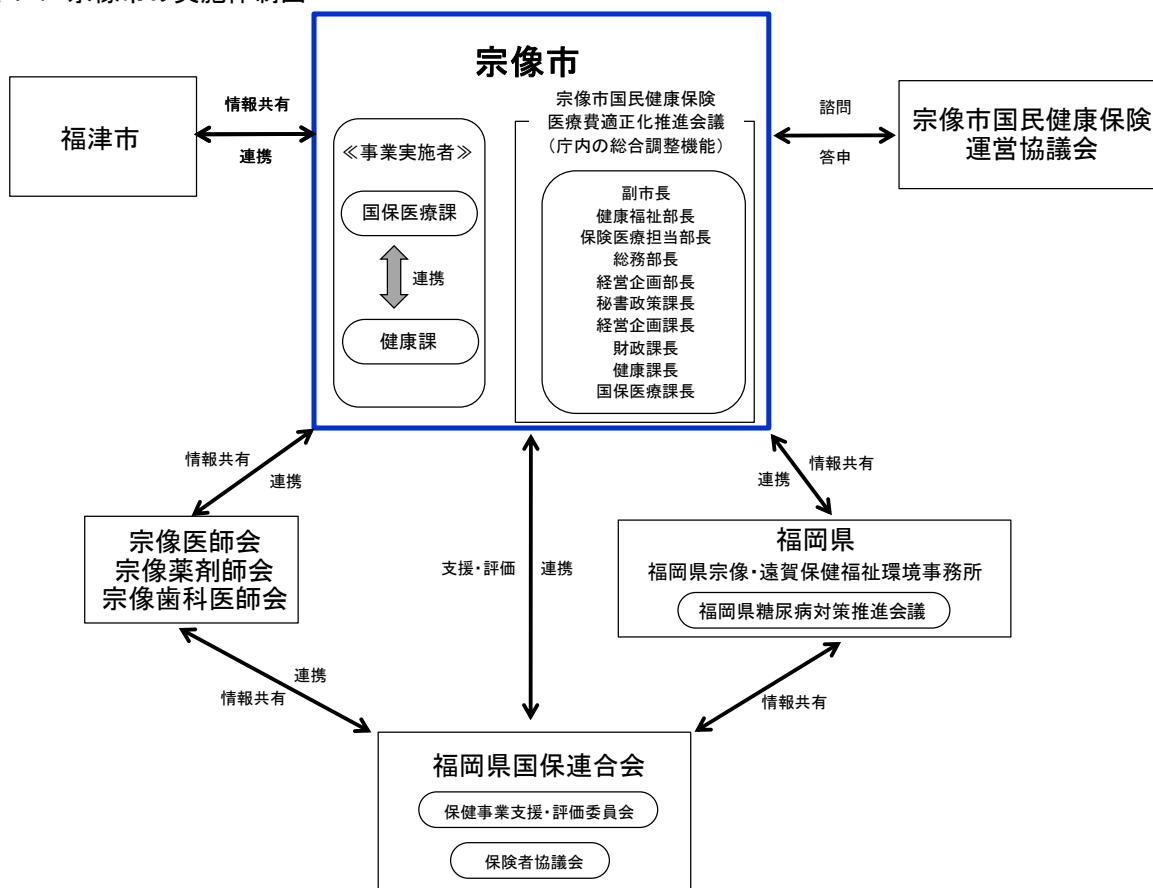 宗像市の実施体制図
宗像市
福津市
情報共有
連携
≪事業実施者≫
国保医療課
連携
健康課
宗像市国民健康保険
医療費適正化推進会議
（庁内の総合調整機能）
副市長
健康福祉部長
保険医療担当部長
総務部長
経営企画部長
秘書政策課長
経営企画課長
財政課長
健康課長
国保医療課長
諮問
答申
宗像市国民健康保険
運営協議会
情報共有
連携
宗像医師会
宗像薬剤師会
宗像歯科医師会
支援・評価
連携
情報共有
連携
福岡県
福岡県宗像・遠賀保健福祉環境事務所
福岡県糖尿病対策推進会議
連携
情報共有
情報共有
福岡県国保連合会
保健事業支援・評価委員会
保険者協議会